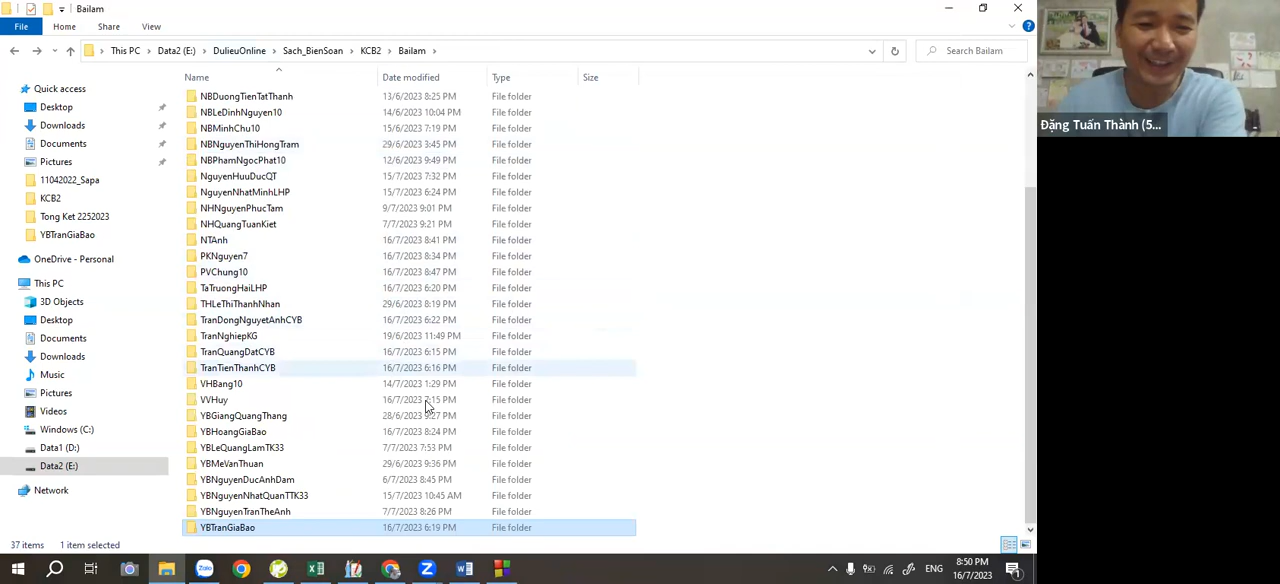 Bailam
File Home Share View
This PC Data2 (E:) DulieuOnline Sach_BienSoan KCB2 Bailam
Search Bailam
Đặng Tuấn Thành (5...
Name Date modified Type Size
Quick access
Desktop
Downloads
Documents
Pictures
11042022_Sapa
KCB2
Tong Ket 2252023
YBTranGiaBao
OneDrive - Personal
This PC
3D Objects
Desktop
Documents
Downloads
Music
Pictures
Videos
Windows (C:)
Data1 (D:)
Data2 (E:)
Network
NBDuongTienTatThanh 13/6/2023 8:25 PM File folder
NBLeDinhNguyen10 14/6/2023 10:04 PM File folder
NBMinhChu10 15/6/2023 7:19 PM File folder
NBNguyenThiHongTram 29/6/2023 3:45 PM File folder
NBPhamNgocPhat10 12/6/2023 9:49 PM File folder
NguyenHuuDucQT 15/7/2023 7:32 PM File folder
NguyenNhatMinhLHP 15/7/2023 6:24 PM File folder
NHNguyenPhucTam 9/7/2023 9:01 PM File folder
NHQuangTuanKiet 7/7/2023 9:21 PM File folder
NTAnh 16/7/2023 8:41 PM File folder
PKNguyen7 16/7/2023 8:34 PM File folder
PVChung10 16/7/2023 8:47 PM File folder
TaTruongHaiLHP 16/7/2023 6:20 PM File folder
THLeThiThanhNhan 29/6/2023 8:19 PM File folder
TranDongNguyetAnhCYB 16/7/2023 6:22 PM File folder
TranNghiepKG 19/6/2023 11:49 PM File folder
TranQuangDatCYB 16/7/2023 6:15 PM File folder
TranTienThanhCYB 16/7/2023 6:16 PM File folder
VHBang10 14/7/2023 1:29 PM File folder
VVHuy 16/7/2023 PM File folder
YBGiangQuangThang 28/6/2023 9:27 PM File folder
YBHoangGiaBao 16/7/2023 8:24 PM File folder
YBLeQuangLamTK33 7/7/2023 7:53 PM File folder
YBMeVanThuan 29/6/2023 9:36 PM File folder
YBNguyenDucAnhDam 6/7/2023 8:45 PM File folder
YBNguyenNhatQuanTTK33 15/7/2023 10:45 AM File folder
YBNguyenTranTheAnh 7/7/2023 8:26 PM File folder
YBTranGiaBao 16/7/2023 6:19 PM File folder
37 items 1 item selected
Zalo
ENG
8:50 PM
16/7/2023